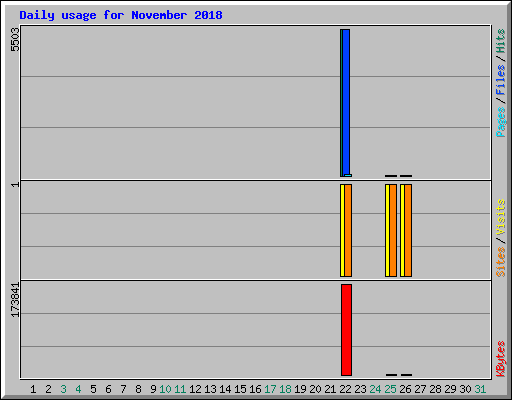 Daily usage for November 2018
5503
1
173841
Pages/Files/Hits
Sites/Visits
KBytes
1 2 3 4 5 6 7 8 9 10 11 12 13 14 15 16 17 18 19 20 21 22 23 24 25 26 27 28 29 30 31